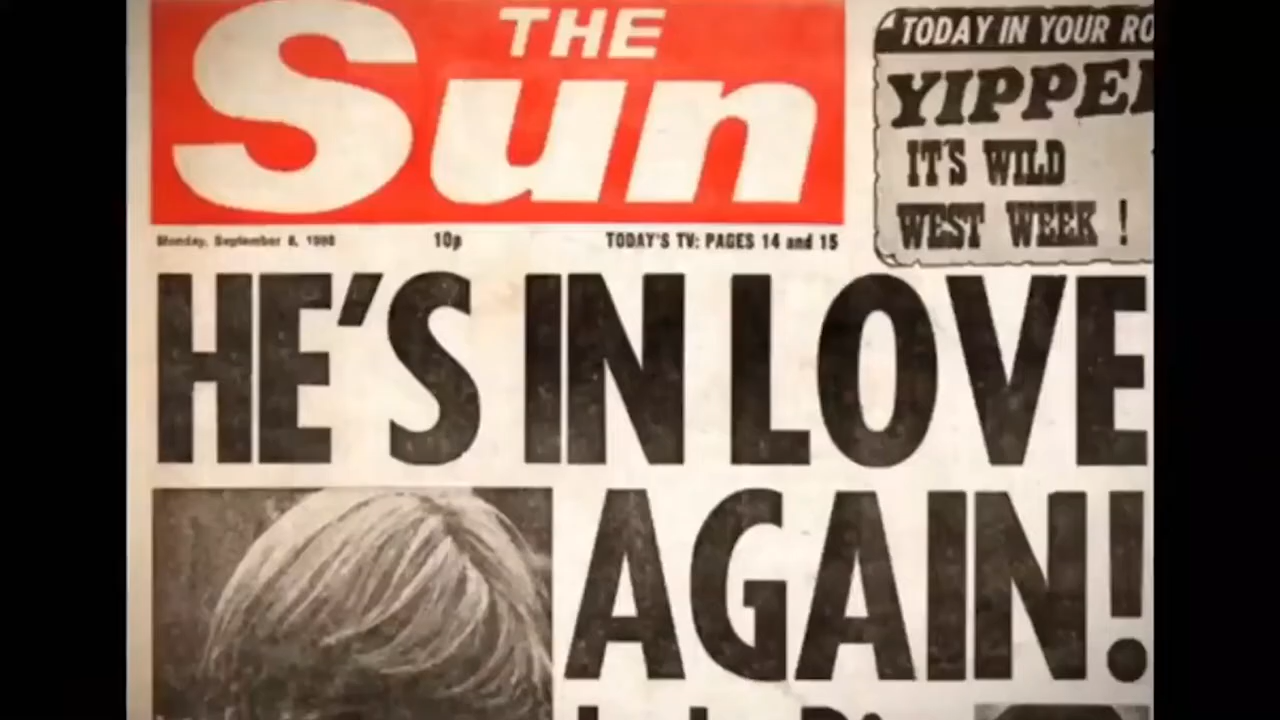 THE
Sun
Monday, September 8, 1980
10p
TODAY'S TV: PAGES 14 and 15
TODAY IN YOUR RO
YIPPE
IT'S WILD
WEST WEEK !
HE'S IN LOVE
AGAIN!